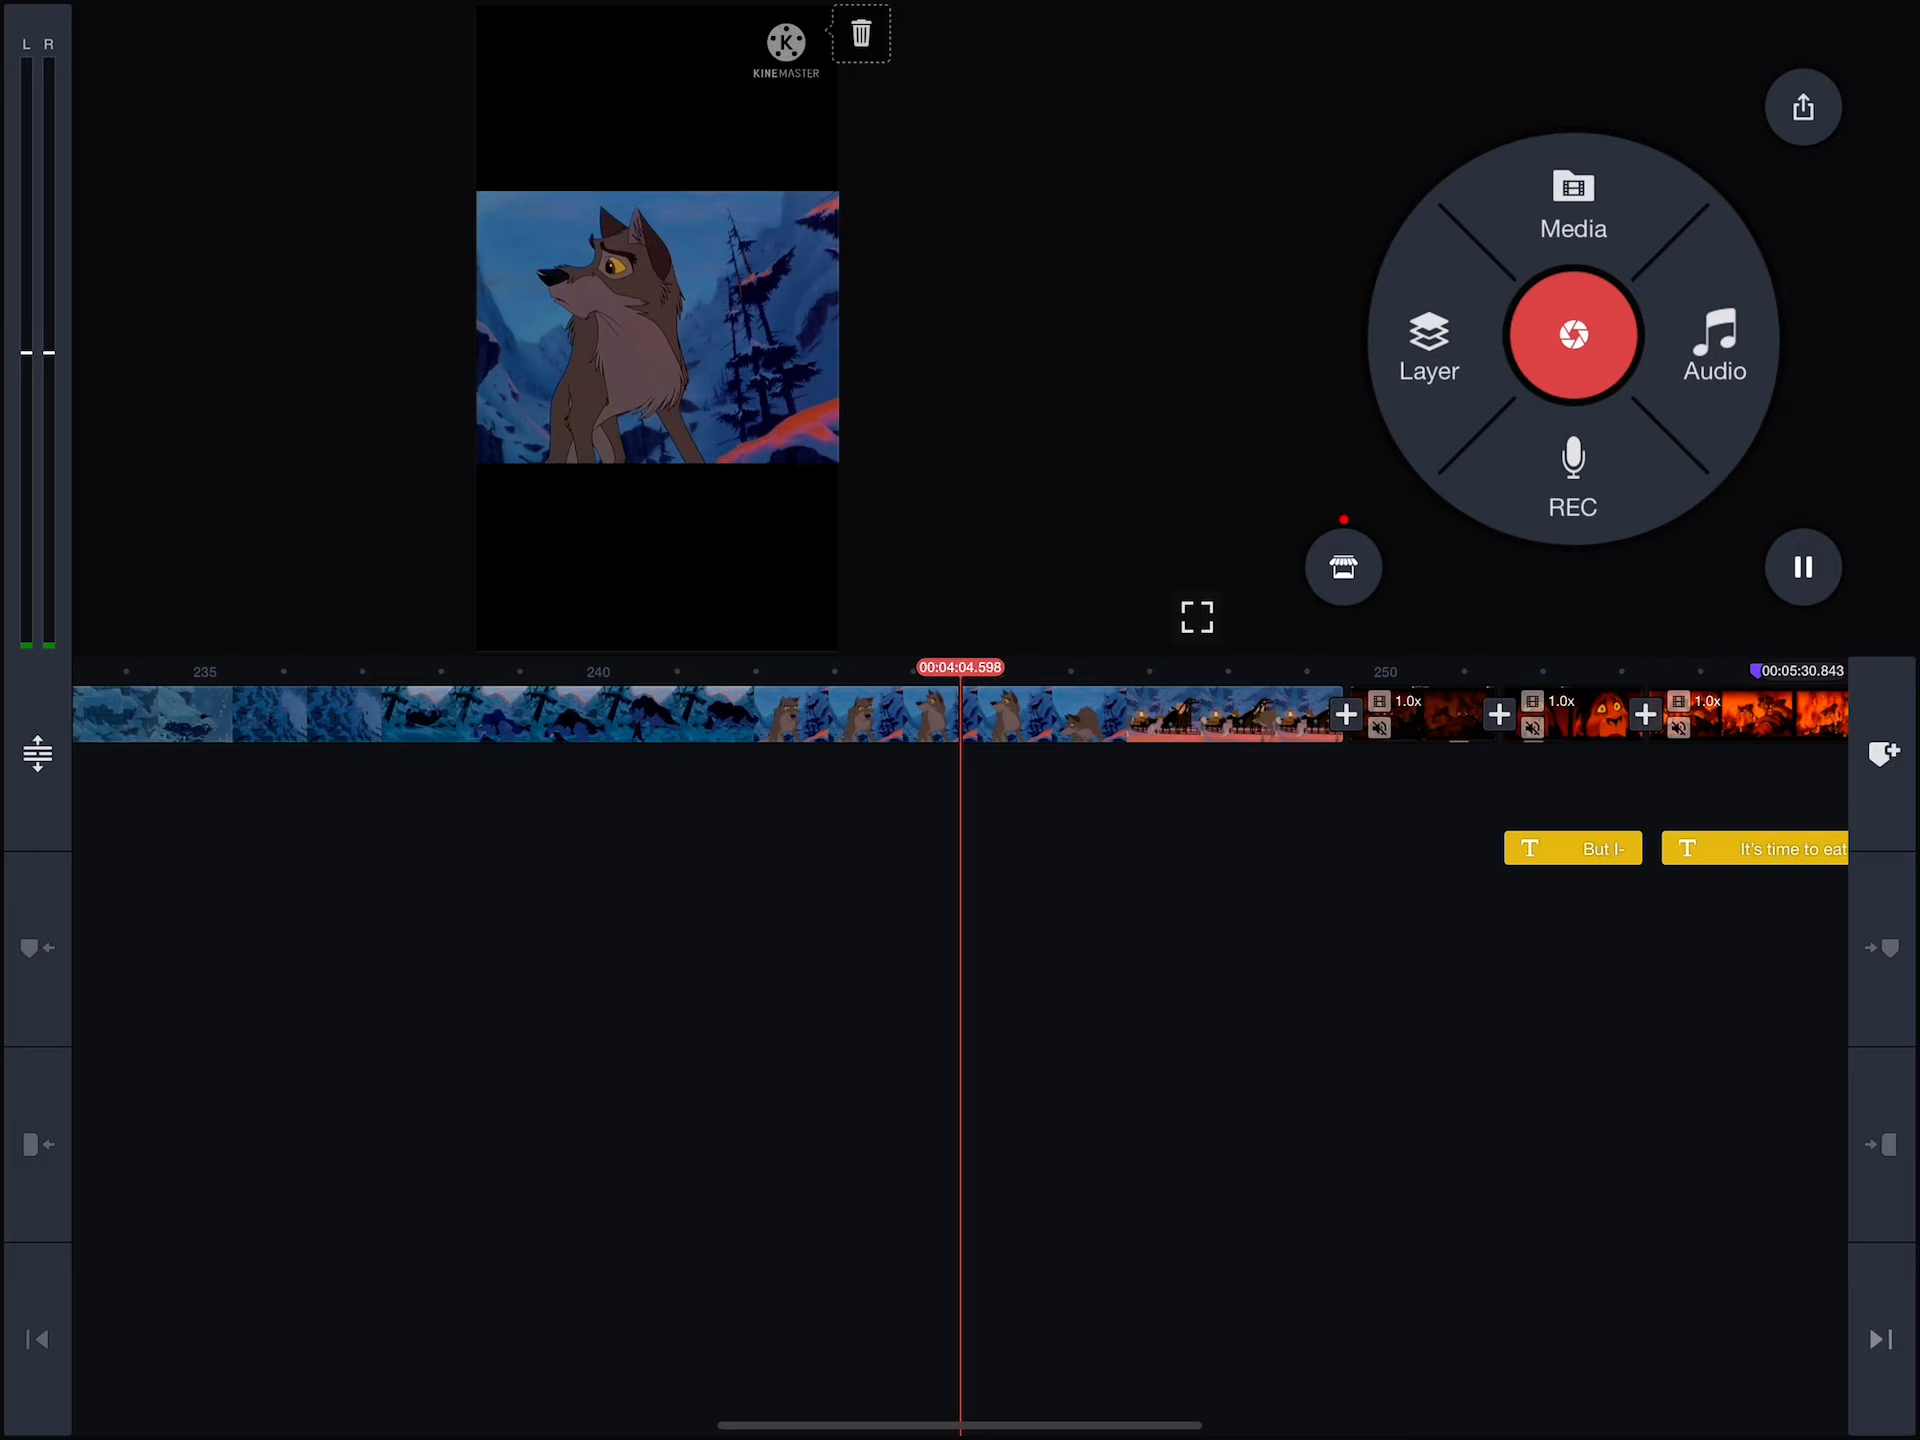 L R
KINEMASTER
Media
Layer
Audio
REC
235
240
00:04:04.598
250
00:05:30.843
1.0x
1.0x
1.0x
But I-
It's time to eat